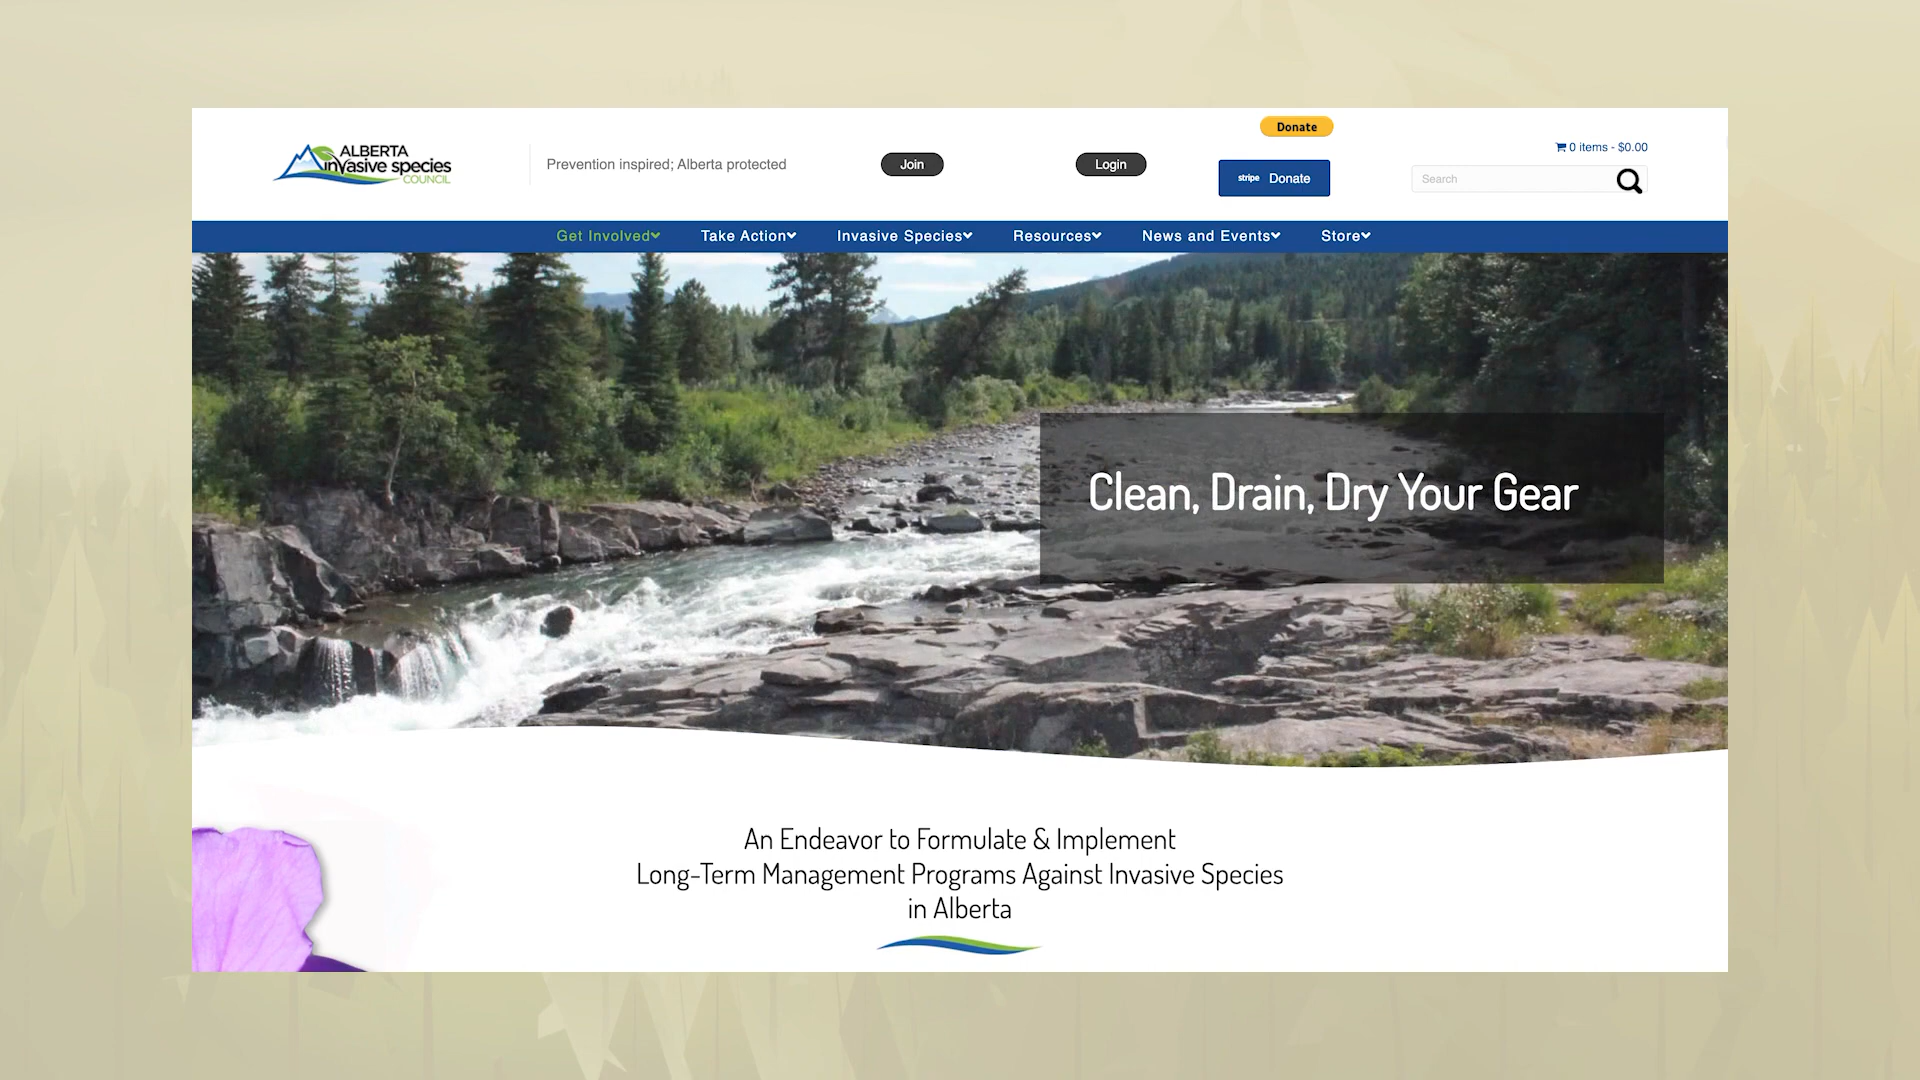 ALBERTA
invasive species
COUNCIL
Prevention inspired; Alberta protected
Join
Login
Donate
stripe Donate
0 items - $0.00
Search
Get Involved
Take Action
Invasive Species
Resources
News and Events
Store
Clean, Drain, Dry Your Gear
An Endeavor to Formulate & Implement
Long-Term Management Programs Against Invasive Species
in Alberta